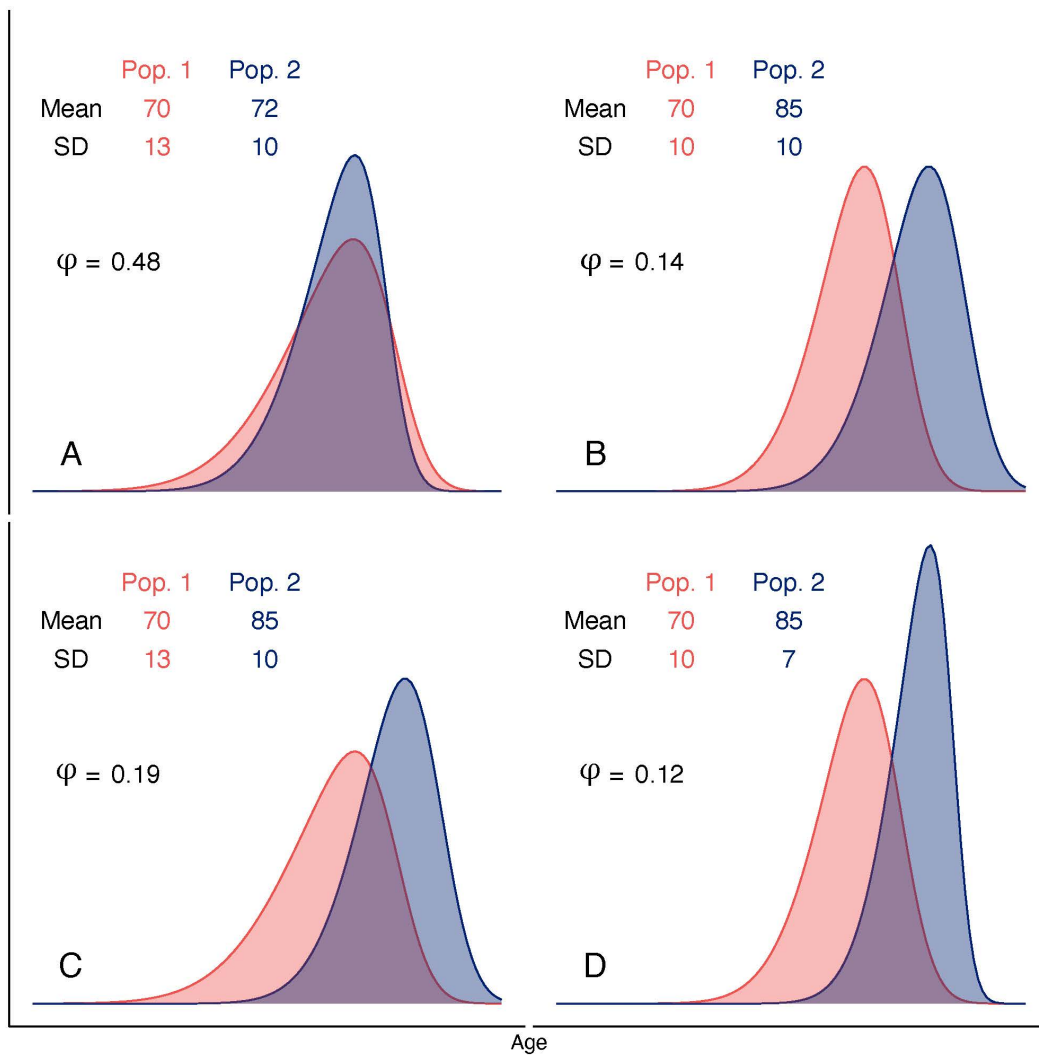 Pop. 1 Pop. 2
Mean 70 72
SD 13 10
φ = 0.48
A
Pop. 1 Pop. 2
Mean 70 85
SD 10 10
φ = 0.14
B
Pop. 1 Pop. 2
Mean 70 85
SD 13 10
φ = 0.19
C
Pop. 1 Pop. 2
Mean 70 85
SD 10 7
φ = 0.12
D
Age